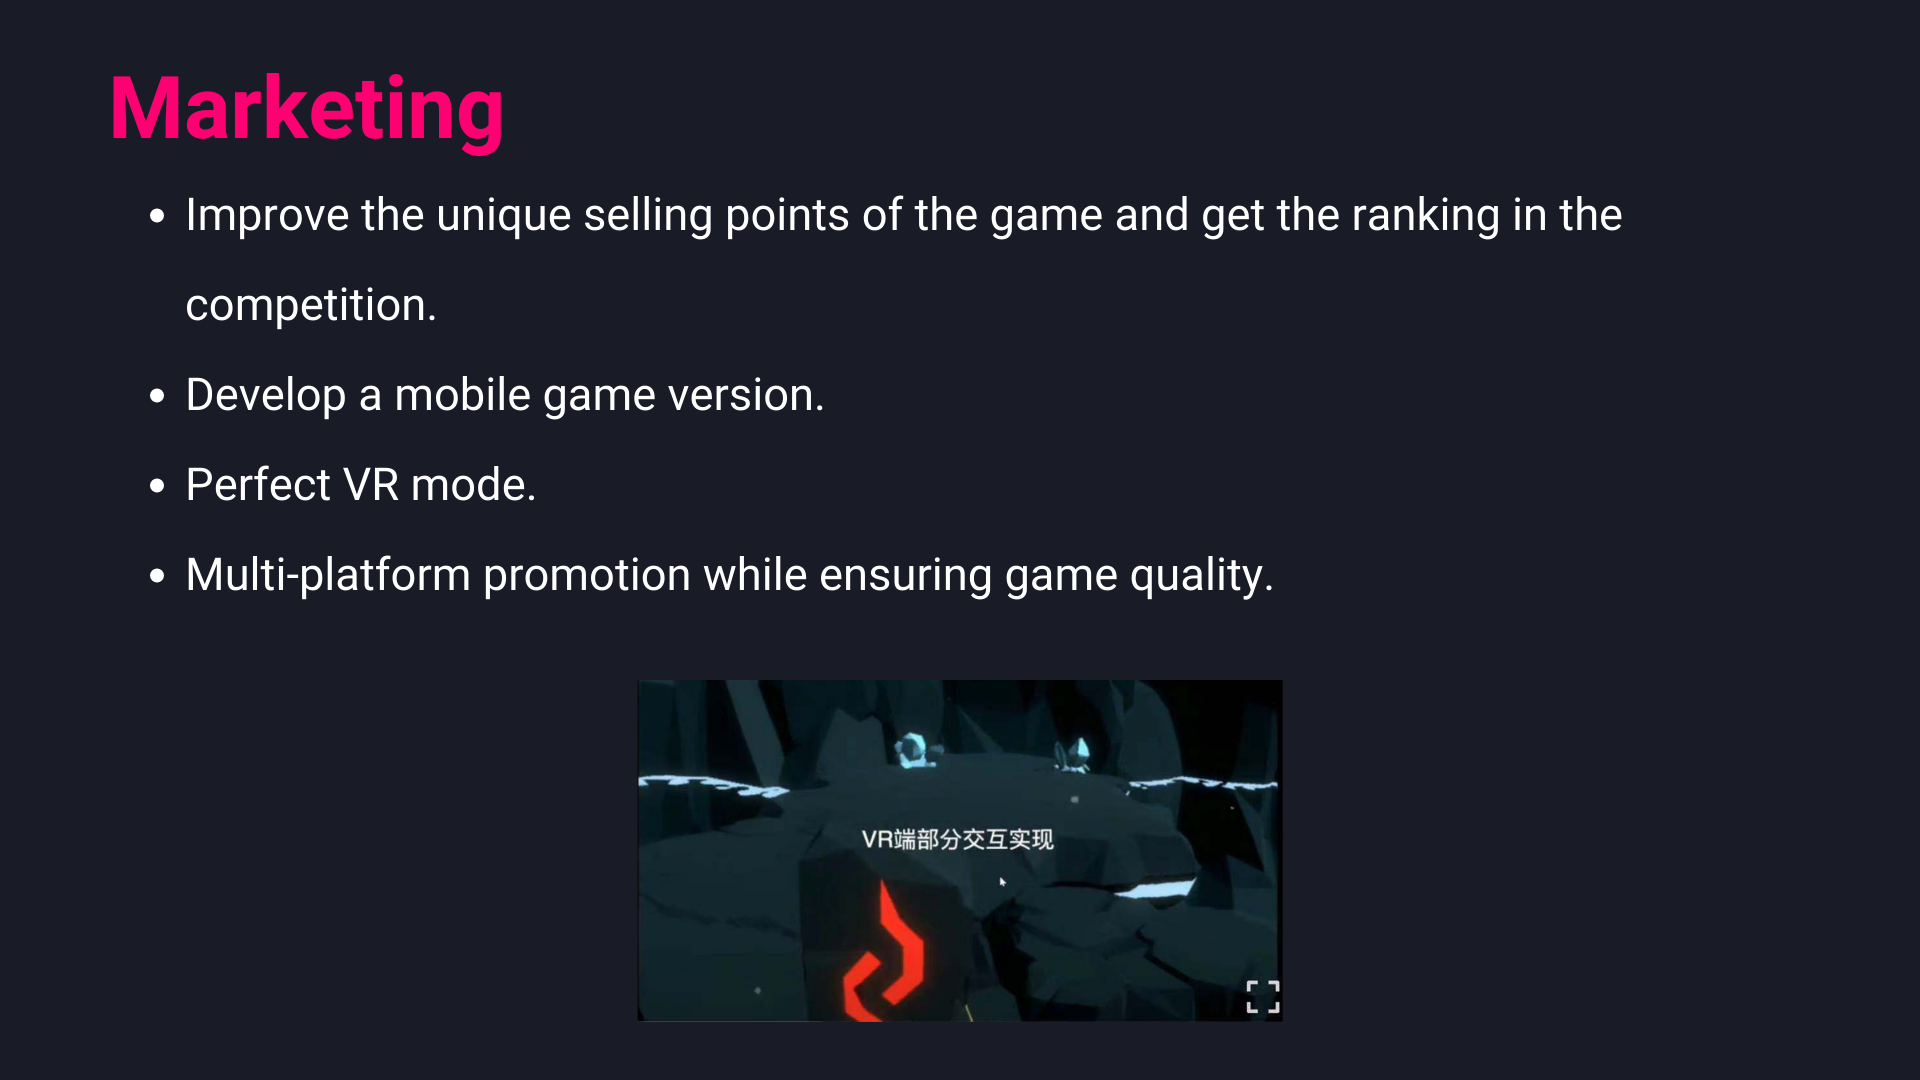 Marketing
• Improve the unique selling points of the game and get the ranking in the
competition.
• Develop a mobile game version.
• Perfect VR mode.
• Multi-platform promotion while ensuring game quality.
VR端部分交互实现